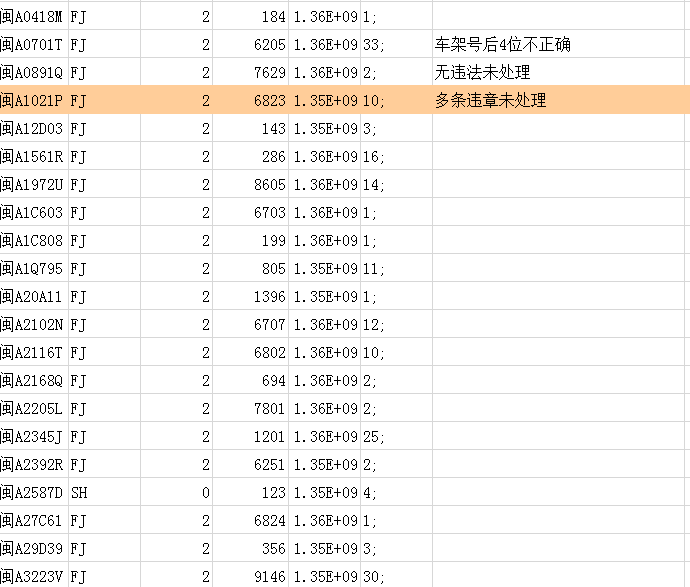 闽A0418M FJ 2 184 1.36E+09 1;
闽A0701T FJ 2 6205 1.36E+09 33; 车架号后4位不正确
闽A0891Q FJ 2 7629 1.36E+09 2; 无违法未处理
闽A1021P FJ 2 6823 1.35E+09 10; 多条违章未处理
闽A12D03 FJ 2 143 1.35E+09 3;
闽A1561R FJ 2 286 1.36E+09 16;
闽A1972U FJ 2 8605 1.35E+09 14;
闽A1C603 FJ 2 6703 1.36E+09 1;
闽A1C808 FJ 2 199 1.36E+09 1;
闽A1Q795 FJ 2 805 1.35E+09 11;
闽A20A11 FJ 2 1396 1.35E+09 1;
闽A2102N FJ 2 6707 1.36E+09 12;
闽A2116T FJ 2 6802 1.36E+09 10;
闽A2168Q FJ 2 694 1.36E+09 2;
闽A2205L FJ 2 7801 1.36E+09 2;
闽A2345J FJ 2 1201 1.36E+09 25;
闽A2392R FJ 2 6251 1.35E+09 2;
闽A2587D SH 0 123 1.35E+09 4;
闽A27C61 FJ 2 6824 1.36E+09 1;
闽A29D39 FJ 2 356 1.35E+09 3;
闽A3223V FJ 2 9146 1.36E+09 30;